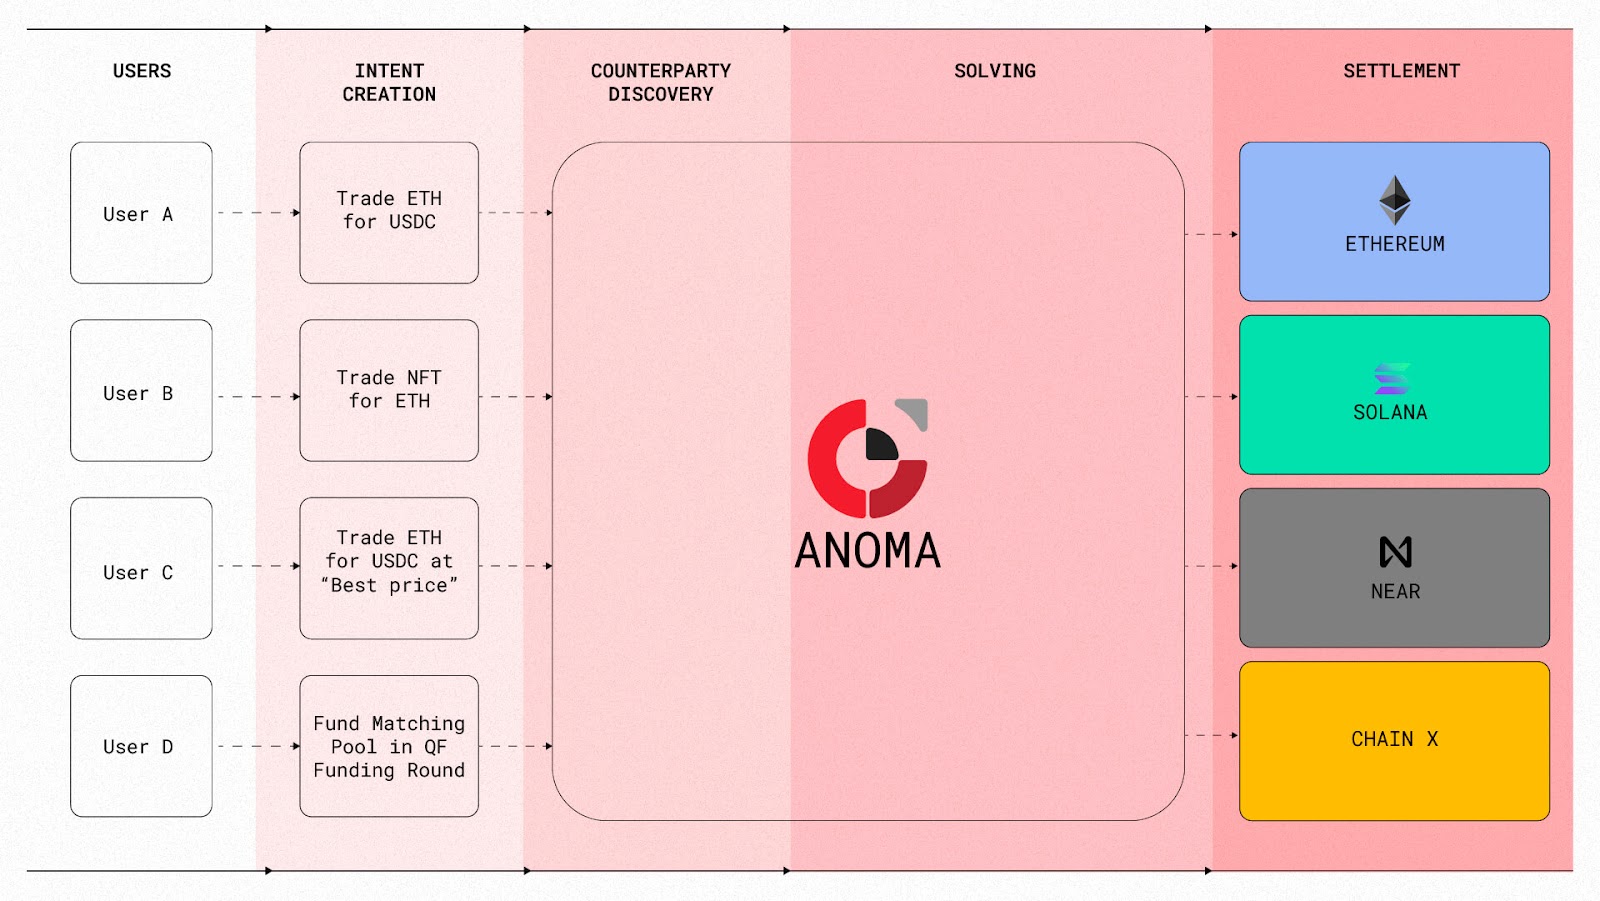 USERS
INTENT
CREATION
COUNTERPARTY
DISCOVERY
SOLVING
SETTLEMENT
User A
Trade ETH
for USDC
ETHEREUM
User B
Trade NFT
for ETH
SOLANA
ANOMA
User C
Trade ETH
for USDC at
“Best price”
NEAR
User D
Fund Matching
Pool in QF
Funding Round
CHAIN X